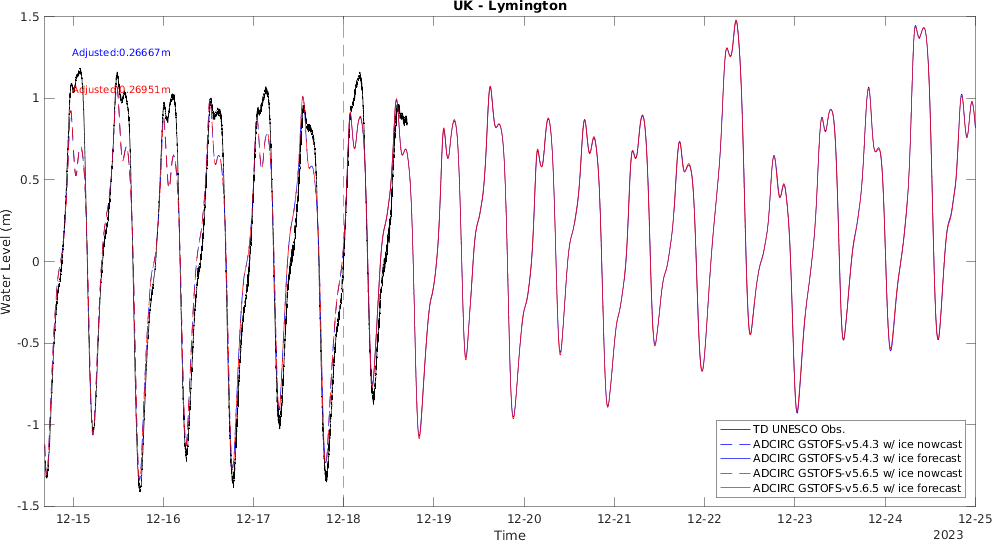 UK - Lymington
Adjusted:0.26667m
Adjusted:0.26951m
1.5
1
0.5
0
-0.5
-1
-1.5
Water Level (m)
12-15
12-16
12-17
12-18
12-19
12-20
12-21
12-22
12-23
12-24
12-25
Time
2023
TD UNESCO Obs.
ADCIRC GSTOFS-v5.4.3 w/ ice nowcast
ADCIRC GSTOFS-v5.4.3 w/ ice forecast
ADCIRC GSTOFS-v5.6.5 w/ ice nowcast
ADCIRC GSTOFS-v5.6.5 w/ ice forecast